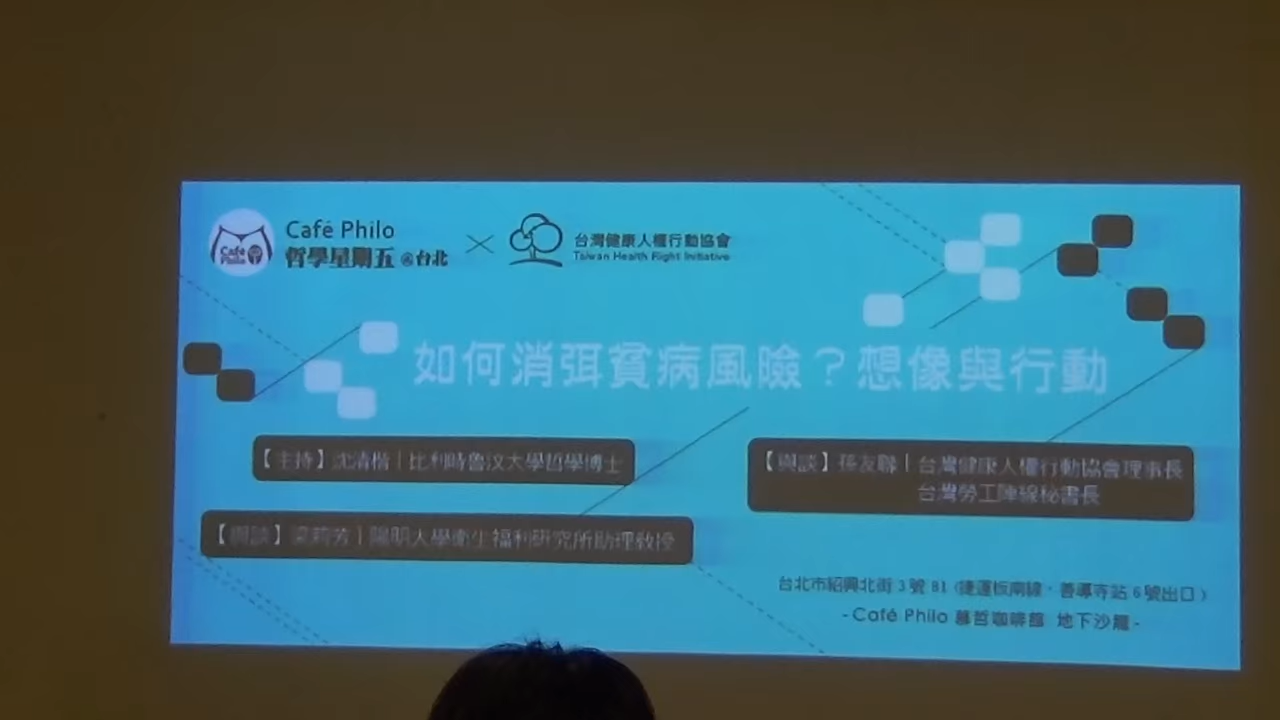 Café Philo
哲學星期五@台北
Café Philo
台灣健康人權行動協會
Taiwan Health Right Initiative
如何消弭貧病風險？想像與行動
【主持】沈清楷｜比利時魯汶大學哲學博士
【與談】孫友聯｜台灣健康人權行動協會理事長
台灣勞工陣線秘書長
【與談】梁莉芳｜陽明大學衛生福利研究所助理教授
台北市紹興北街 3 號 B1 (捷運板南線，善導寺站 6 號出口)
-Café Philo 慕哲咖啡館 地下沙龍-